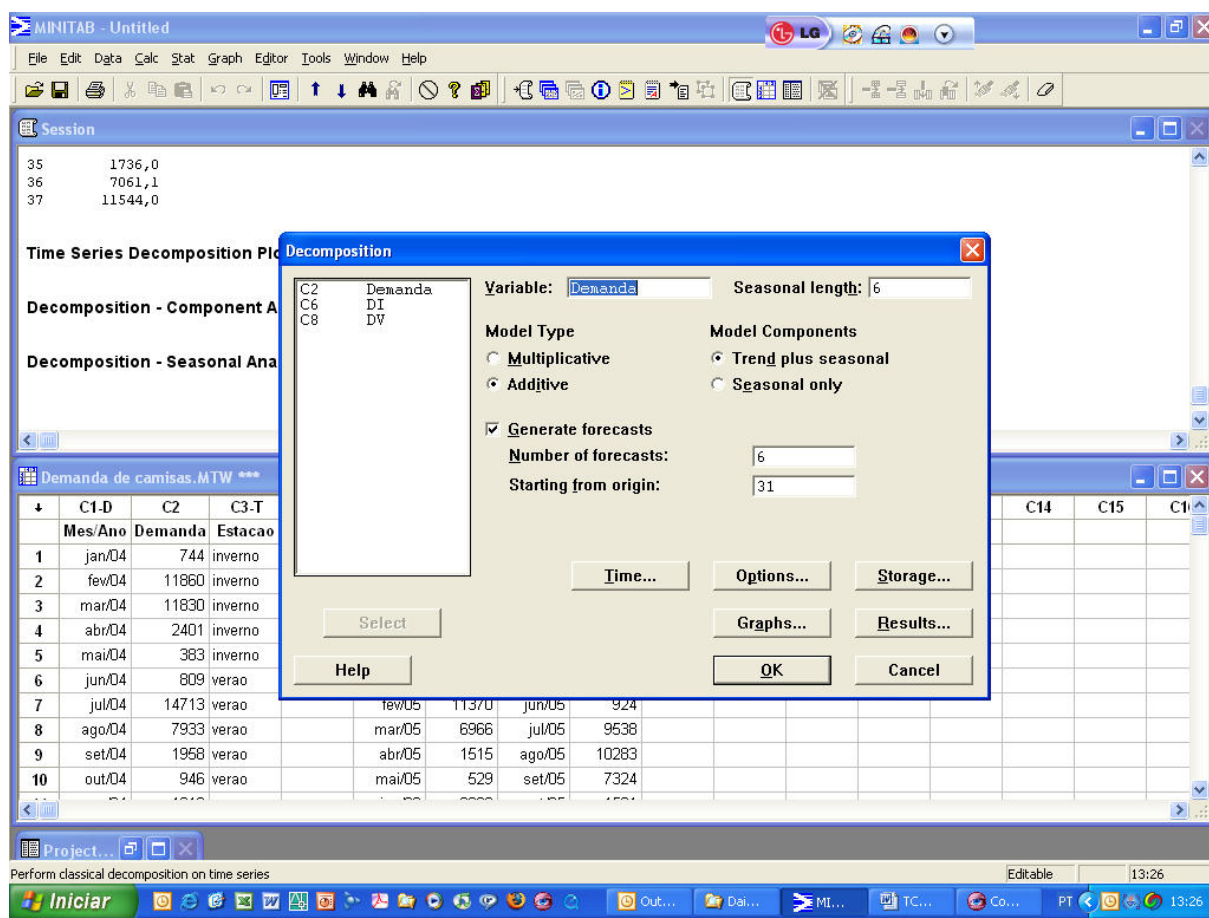 MINITAB - Untitled
LG
File Edit Data Calc Stat Graph Editor Tools Window Help
Session
35 1736,0
36 7061,1
37 11544,0
Time Series Decomposition Plo
Decomposition - Component A
Decomposition - Seasonal Ana
Decomposition
C2 Demanda
C6 DI
C8 DV
Variable: Demanda
Seasonal length: 6
Model Type
Multiplicative
Additive
Model Components
Trend plus seasonal
Seasonal only
Generate forecasts
Number of forecasts: 6
Starting from origin: 31
Time... Options... Storage...
Select Graphs... Results...
Help OK Cancel
Demanda de camisas.MTW ***
C1-D C2 C3-T C14 C15
Mes/Ano Demanda Estacao
1 jan/04 744 inverno
2 fev/04 11860 inverno
3 mar/04 11830 inverno
4 abr/04 2401 inverno
5 mai/04 383 inverno
6 jun/04 809 verao
7 jul/04 14713 verao fev/05 11370 jun/05 924
8 ago/04 7933 verao mar/05 6966 jul/05 9538
9 set/04 1958 verao abr/05 1515 ago/05 10283
10 out/04 946 verao mai/05 529 set/05 7324
Project...
Perform classical decomposition on time series Editable 13:26
Iniciar Out... Dai... MI... TC... Co... PT 13:26